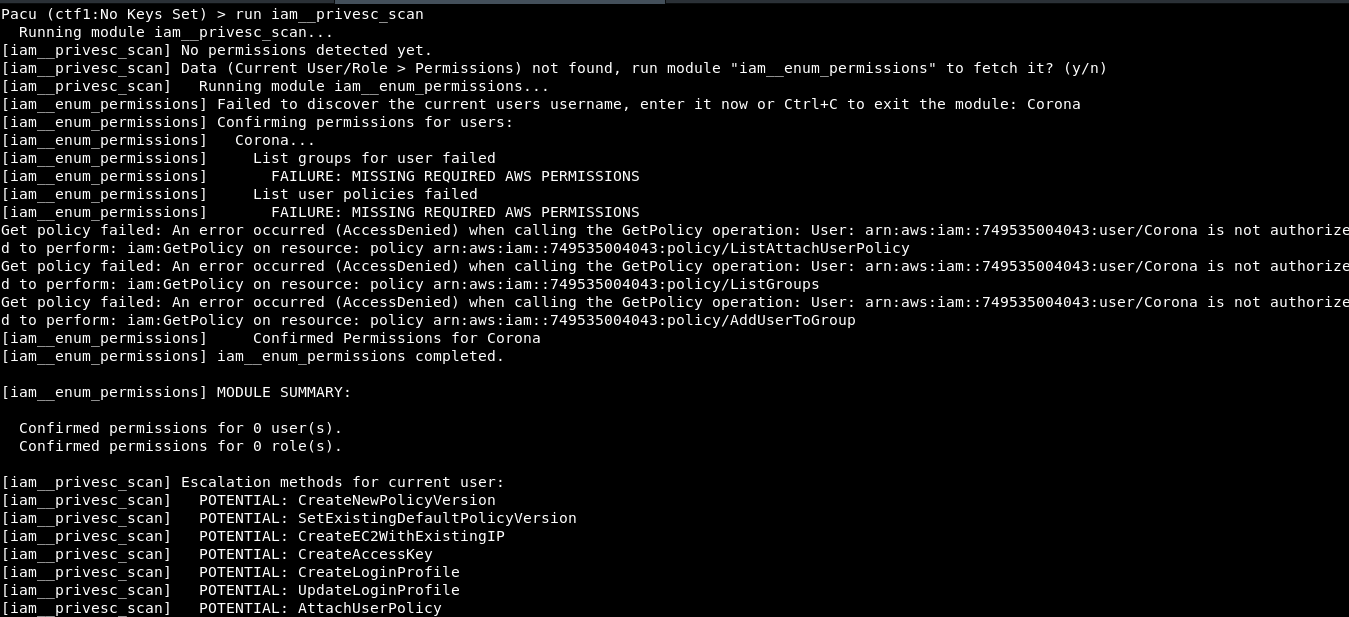 Pacu (ctf1:No Keys Set) > run iam__privesc_scan
  Running module iam__privesc_scan...
[iam__privesc_scan] No permissions detected yet.
[iam__privesc_scan] Data (Current User/Role > Permissions) not found, run module "iam__enum_permissions" to fetch it? (y/n)
[iam__privesc_scan]   Running module iam__enum_permissions...
[iam__enum_permissions] Failed to discover the current users username, enter it now or Ctrl+C to exit the module: Corona
[iam__enum_permissions] Confirming permissions for users:
[iam__enum_permissions]   Corona...
[iam__enum_permissions]     List groups for user failed
[iam__enum_permissions]       FAILURE: MISSING REQUIRED AWS PERMISSIONS
[iam__enum_permissions]     List user policies failed
[iam__enum_permissions]       FAILURE: MISSING REQUIRED AWS PERMISSIONS
Get policy failed: An error occurred (AccessDenied) when calling the GetPolicy operation: User: arn:aws:iam::749535004043:user/Corona is not authorize
d to perform: iam:GetPolicy on resource: policy arn:aws:iam::749535004043:policy/ListAttachUserPolicy
Get policy failed: An error occurred (AccessDenied) when calling the GetPolicy operation: User: arn:aws:iam::749535004043:user/Corona is not authorize
d to perform: iam:GetPolicy on resource: policy arn:aws:iam::749535004043:policy/ListGroups
Get policy failed: An error occurred (AccessDenied) when calling the GetPolicy operation: User: arn:aws:iam::749535004043:user/Corona is not authorize
d to perform: iam:GetPolicy on resource: policy arn:aws:iam::749535004043:policy/AddUserToGroup
[iam__enum_permissions]     Confirmed Permissions for Corona
[iam__enum_permissions] iam__enum_permissions completed.

[iam__enum_permissions] MODULE SUMMARY:

  Confirmed permissions for 0 user(s).
  Confirmed permissions for 0 role(s).

[iam__privesc_scan] Escalation methods for current user:
[iam__privesc_scan]   POTENTIAL: CreateNewPolicyVersion
[iam__privesc_scan]   POTENTIAL: SetExistingDefaultPolicyVersion
[iam__privesc_scan]   POTENTIAL: CreateEC2WithExistingIP
[iam__privesc_scan]   POTENTIAL: CreateAccessKey
[iam__privesc_scan]   POTENTIAL: CreateLoginProfile
[iam__privesc_scan]   POTENTIAL: UpdateLoginProfile
[iam__privesc_scan]   POTENTIAL: AttachUserPolicy